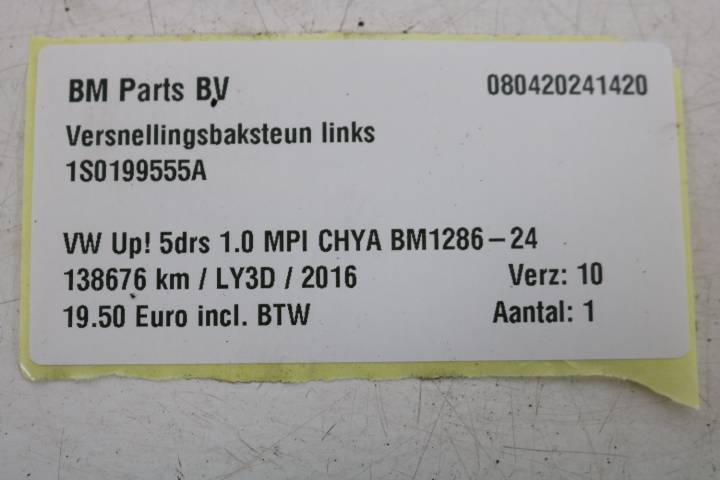 BM Parts BV 080420241420
Versnellingsbaksteun links
1S0199555A
VW Up! 5drs 1.0 MPI CHYA BM1286-24
138676 km / LY3D / 2016 Verz: 10
19.50 Euro incl. BTW Aantal: 1